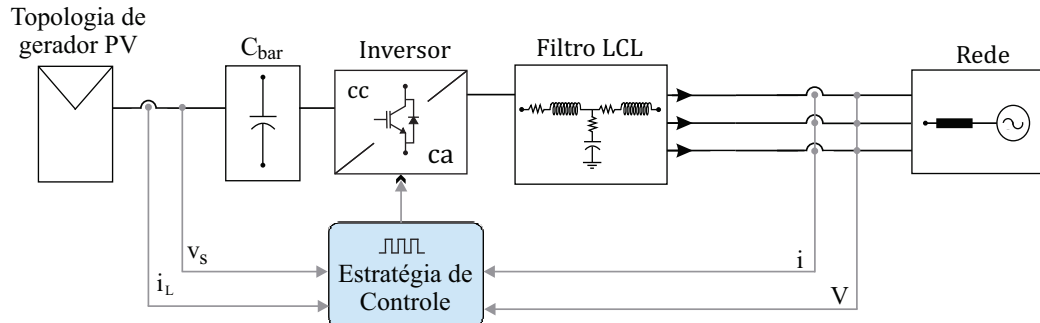 Topologia de
gerador PV
C_bar
Inversor
Filtro LCL
Rede
cc
ca
v_s
i_L
Estratégia de
Controle
i
V